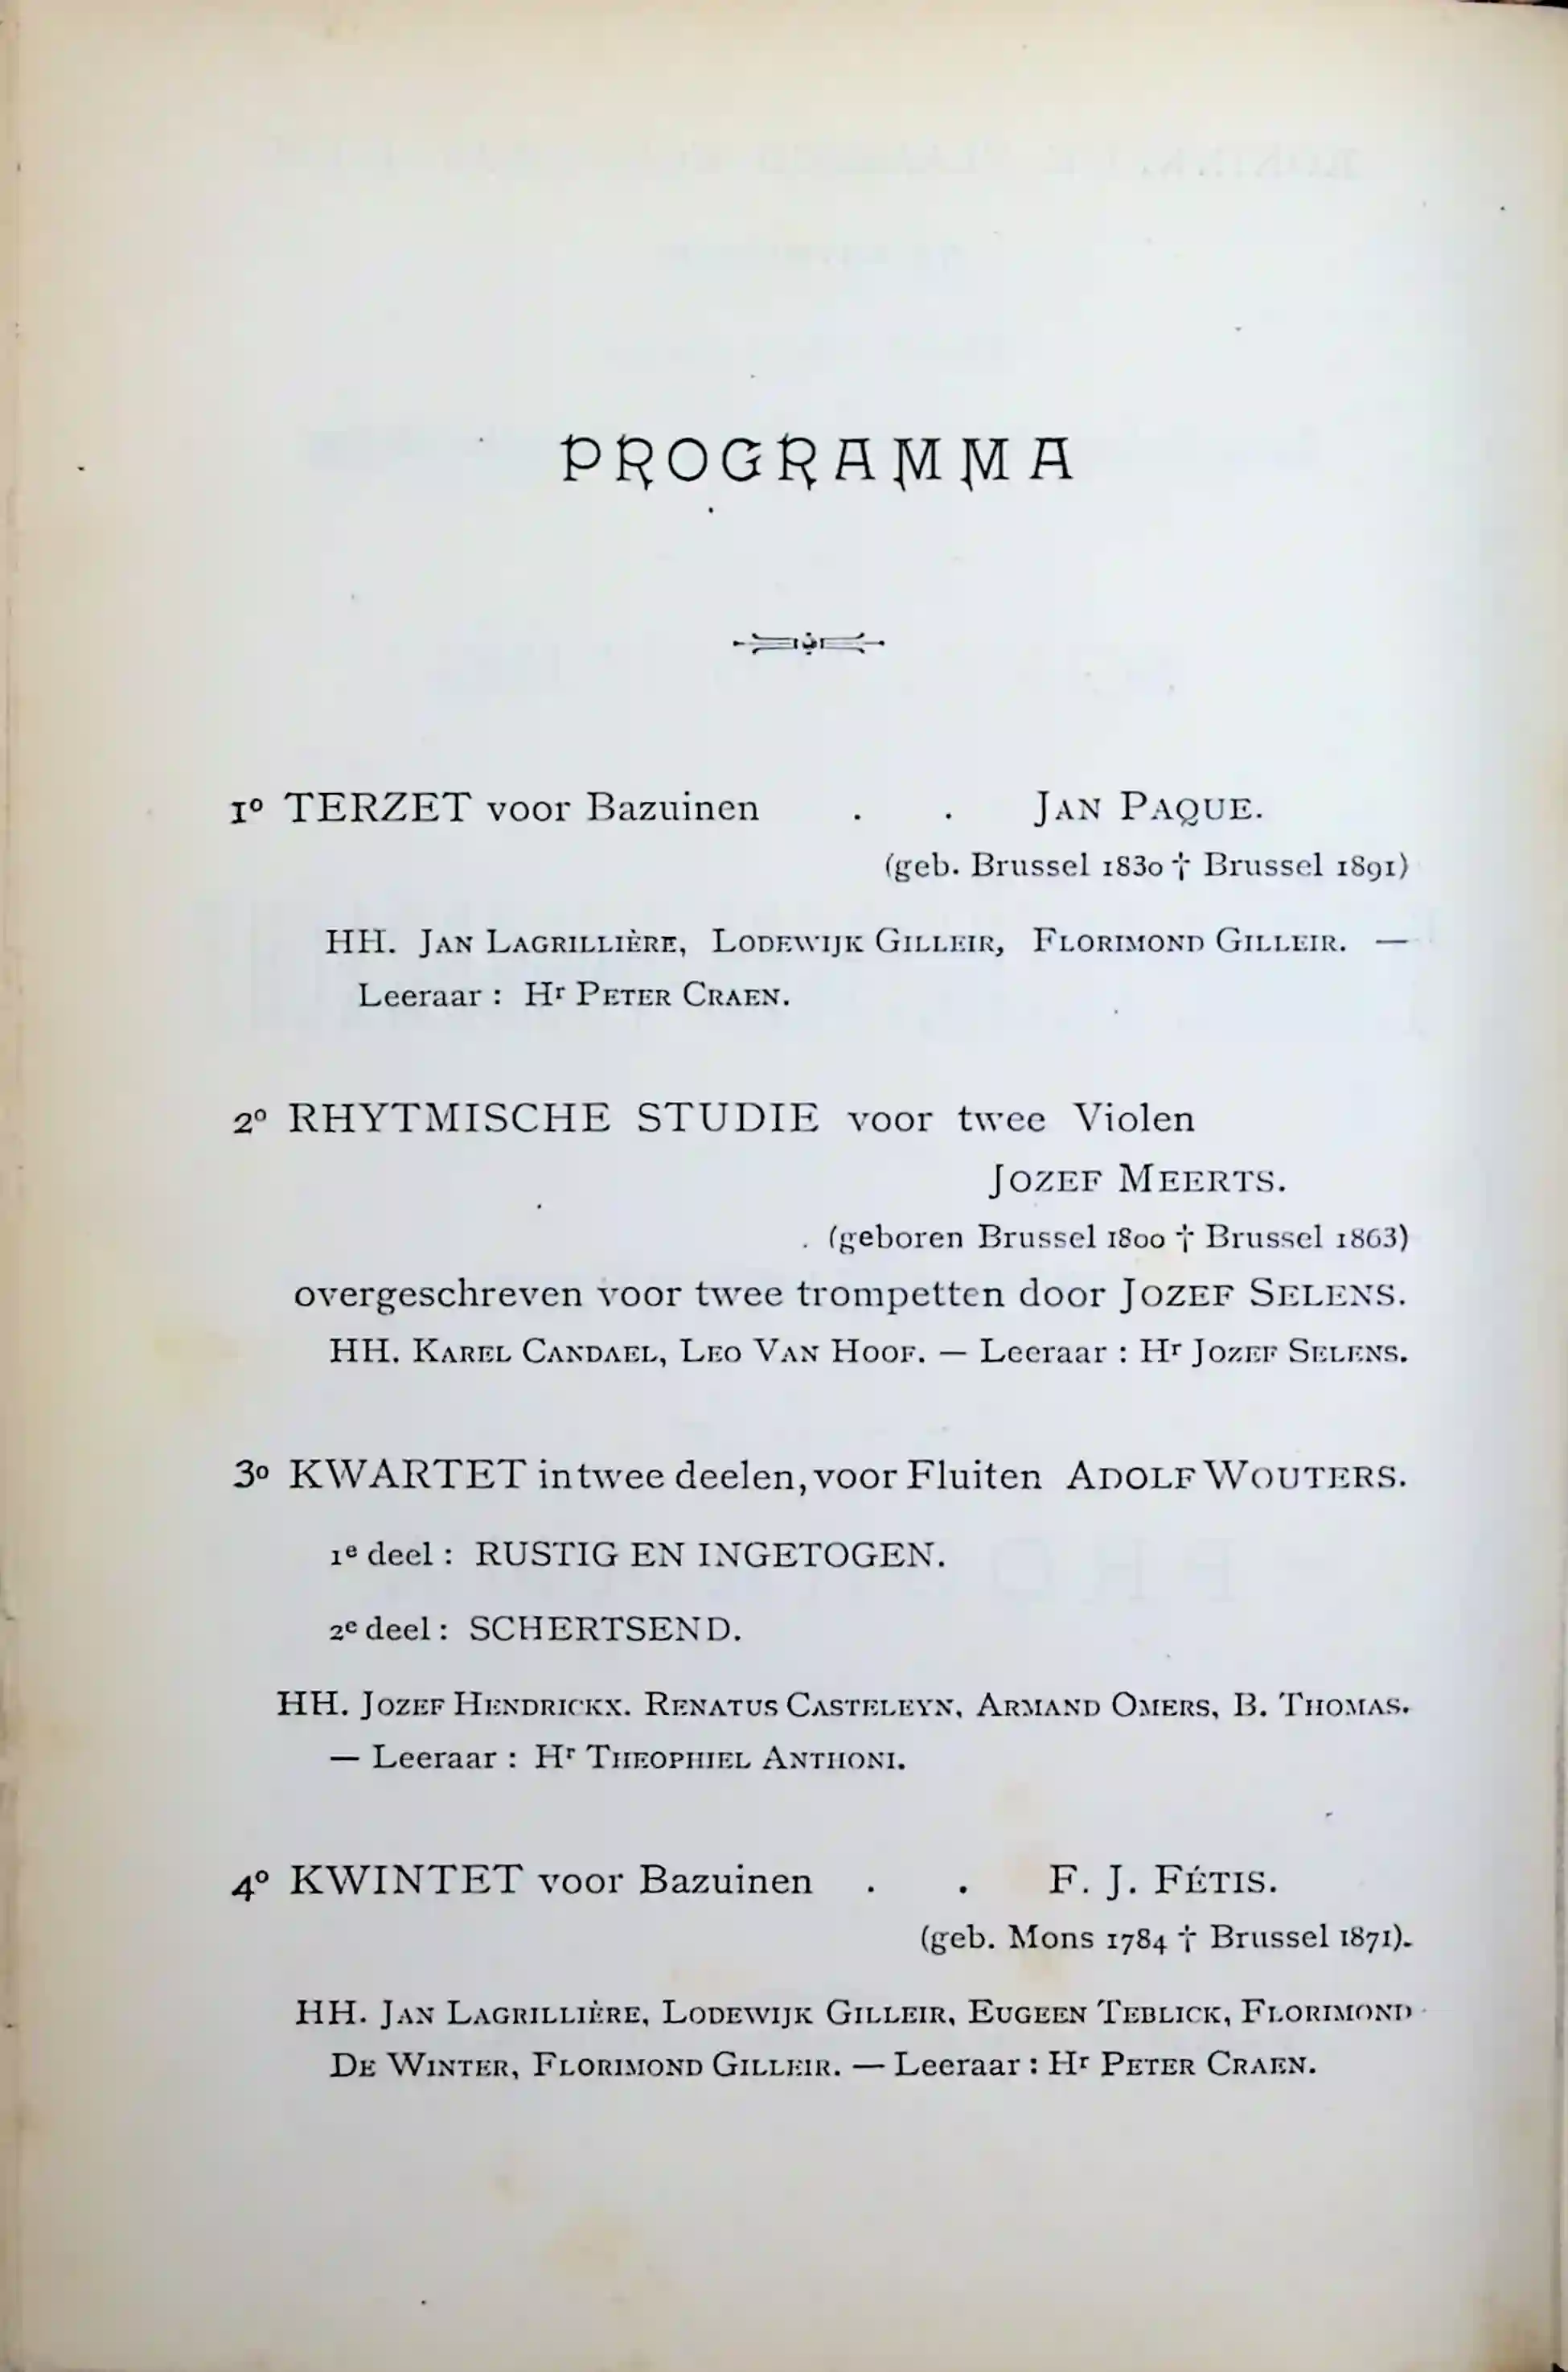 PROGRAMMA
1º TERZET voor Bazuinen . . JAN PAQUE.
(geb. Brussel 1830 † Brussel 1891)
HH. JAN LAGRILLIÈRE, LODEWIJK GILLEIR, FLORIMOND GILLEIR. —
Leeraar : Hr PETER CRAEN.
2º RHYTMISCHE STUDIE voor twee Violen
JOZEF MEERTS.
(geboren Brussel 1800 † Brussel 1863)
overgeschreven voor twee trompetten door JOZEF SELENS.
HH. KAREL CANDAEL, LEO VAN HOOF. — Leeraar : Hr JOZEF SELENS.
3º KWARTET in twee deelen, voor Fluiten ADOLF WOUTERS.
1e deel : RUSTIG EN INGETOGEN.
2e deel : SCHERTSEND.
HH. JOZEF HENDRICKX. RENATUS CASTELEYN, ARMAND OMERS, B. THOMAS.
— Leeraar : Hr THEOPHIEL ANTHONI.
4º KWINTET voor Bazuinen . . F. J. FÉTIS.
(geb. Mons 1784 † Brussel 1871).
HH. JAN LAGRILLIÈRE, LODEWIJK GILLEIR, EUGEEN TEBLICK, FLORIMOND
DE WINTER, FLORIMOND GILLEIR. — Leeraar : Hr PETER CRAEN.